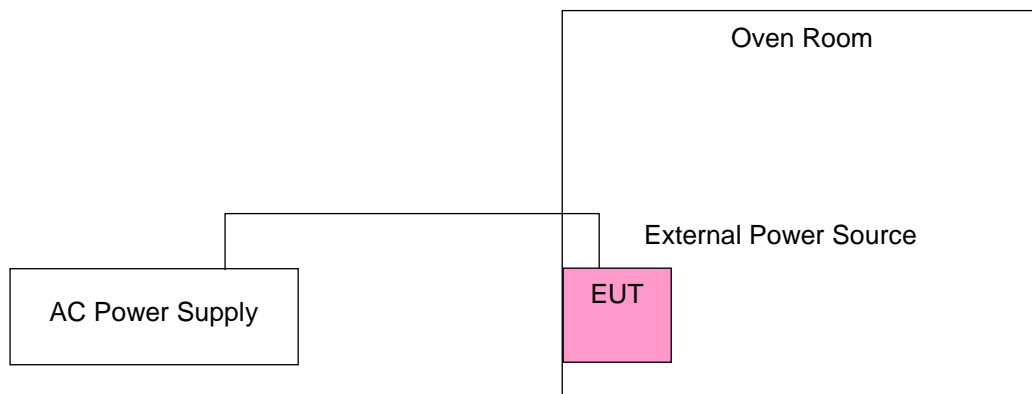 Oven Room
External Power Source
EUT
AC Power Supply